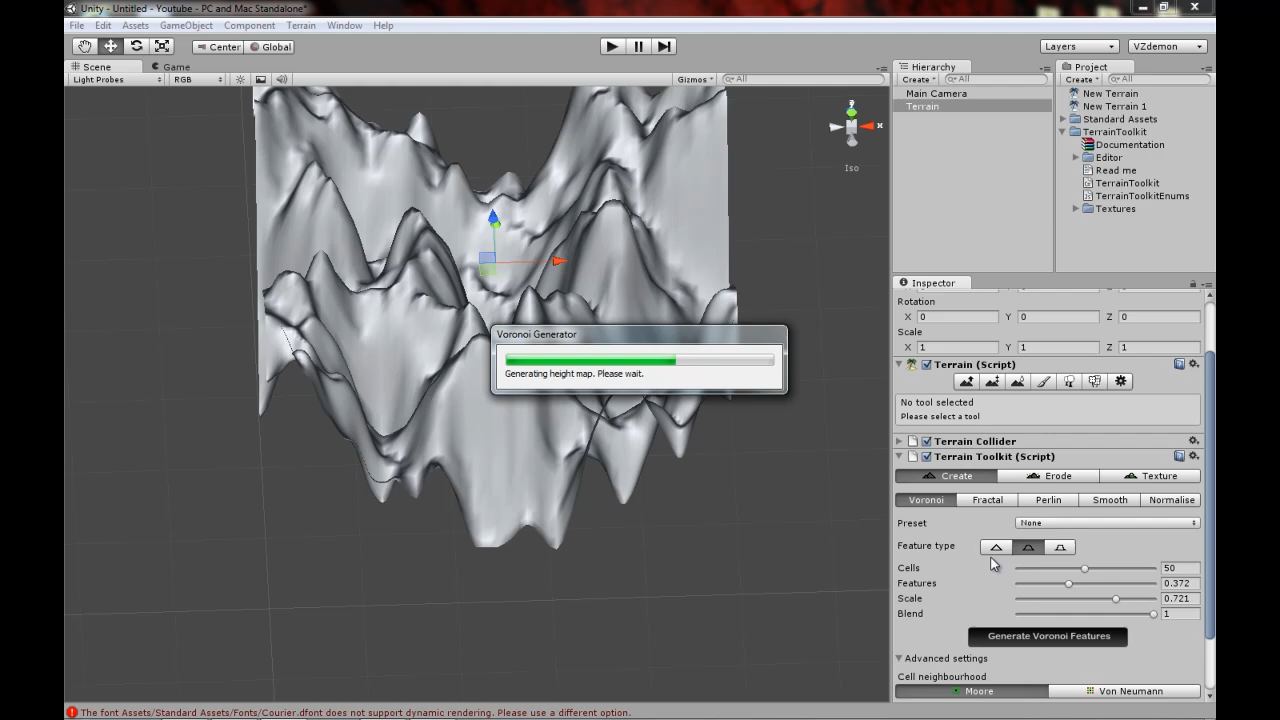 Unity - Untitled - Youtube - PC and Mac Standalone*
File Edit Assets GameObject Component Terrain Window Help
Center Global Layers VZdemon
Scene Game
Light Probes RGB Gizmos All
Iso
Voronoi Generator
Generating height map. Please wait.
Hierarchy
Create All
Main Camera
Terrain
Project
Create All
New Terrain
New Terrain 1
Standard Assets
TerrainToolkit
Documentation
Editor
Read me
TerrainToolkit
TerrainToolkitEnums
Textures
Inspector
Rotation
X 0 Y 0 Z 0
Scale
X 1 Y 1 Z 1
Terrain (Script)
No tool selected
Please select a tool
Terrain Collider
Terrain Toolkit (Script)
Create Erode Texture
Voronoi Fractal Perlin Smooth Normalise
Preset None
Feature type
Cells 50
Features 0.372
Scale 0.721
Blend 1
Generate Voronoi Features
Advanced settings
Cell neighbourhood
Moore Von Neumann
The font Assets/Standard Assets/Fonts/Courier.dfont does not support dynamic rendering. Please use a different option.